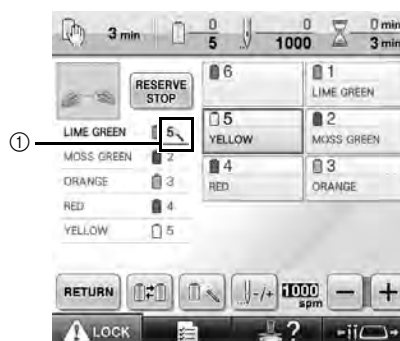 3 min 0 0 0 min
5 1000 3 min
RESERVE
STOP
6 1
LIME GREEN
① LIME GREEN 5
MOSS GREEN 2
ORANGE 3
RED 4
YELLOW 5
5 2
YELLOW MOSS GREEN
4 3
RED ORANGE
RETURN -/+ 1000 spm − +
LOCK ?